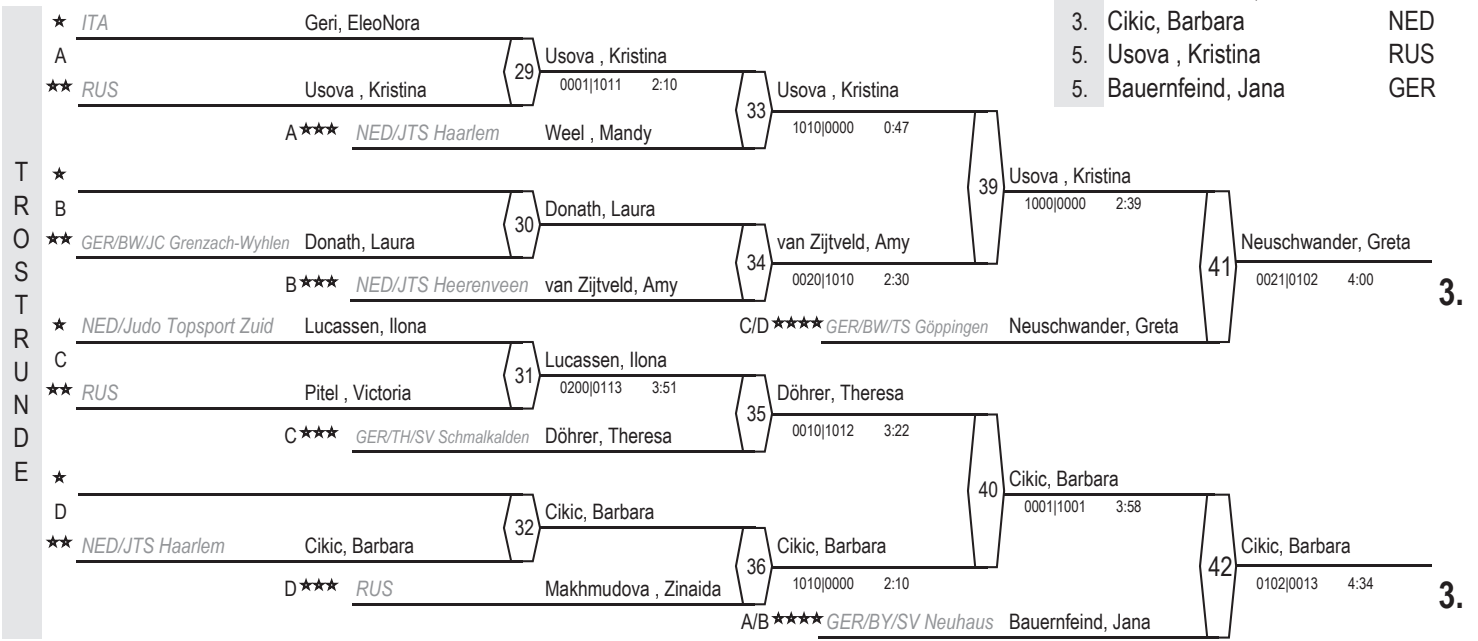 3. Cikic, Barbara NED
5. Usova , Kristina RUS
5. Bauernfeind, Jana GER
TROSTRUNDE
★ ITA Geri, EleoNora
A
★★ RUS Usova , Kristina
29 Usova , Kristina
0001|1011 2:10
A★★★ NED/JTS Haarlem Weel , Mandy
33 Usova , Kristina
1010|0000 0:47
★
B
★★ GER/BW/JC Grenzach-Wyhlen Donath, Laura
30 Donath, Laura
B★★★ NED/JTS Heerenveen van Zijtveld, Amy
34 van Zijtveld, Amy
0020|1010 2:30
39 Usova , Kristina
1000|0000 2:39
C/D★★★★ GER/BW/TS Göppingen Neuschwander, Greta
41 Neuschwander, Greta
0021|0102 4:00
3.
★ NED/Judo Topsport Zuid Lucassen, Ilona
C
★★ RUS Pitel , Victoria
31 Lucassen, Ilona
0200|0113 3:51
C★★★ GER/TH/SV Schmalkalden Döhrer, Theresa
35 Döhrer, Theresa
0010|1012 3:22
★
D
★★ NED/JTS Haarlem Cikic, Barbara
32 Cikic, Barbara
D★★★ RUS Makhmudova , Zinaida
36 Cikic, Barbara
1010|0000 2:10
40 Cikic, Barbara
0001|1001 3:58
A/B★★★★ GER/BY/SV Neuhaus Bauernfeind, Jana
42 Cikic, Barbara
0102|0013 4:34
3.